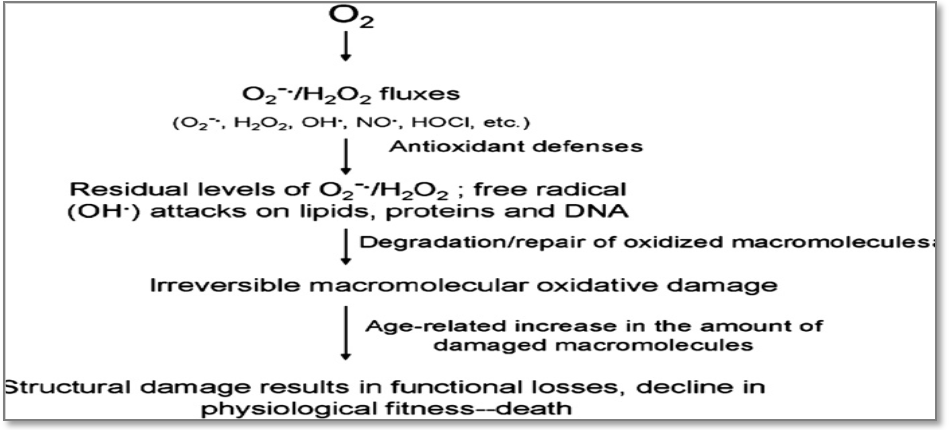 O₂
O₂⁻·/H₂O₂ fluxes
(O₂⁻·, H₂O₂, OH·, NO·, HOCl, etc.)
Antioxidant defenses
Residual levels of O₂⁻·/H₂O₂ ; free radical
(OH·) attacks on lipids, proteins and DNA
Degradation/repair of oxidized macromolecules
Irreversible macromolecular oxidative damage
Age-related increase in the amount of
damaged macromolecules
Structural damage results in functional losses, decline in
physiological fitness--death